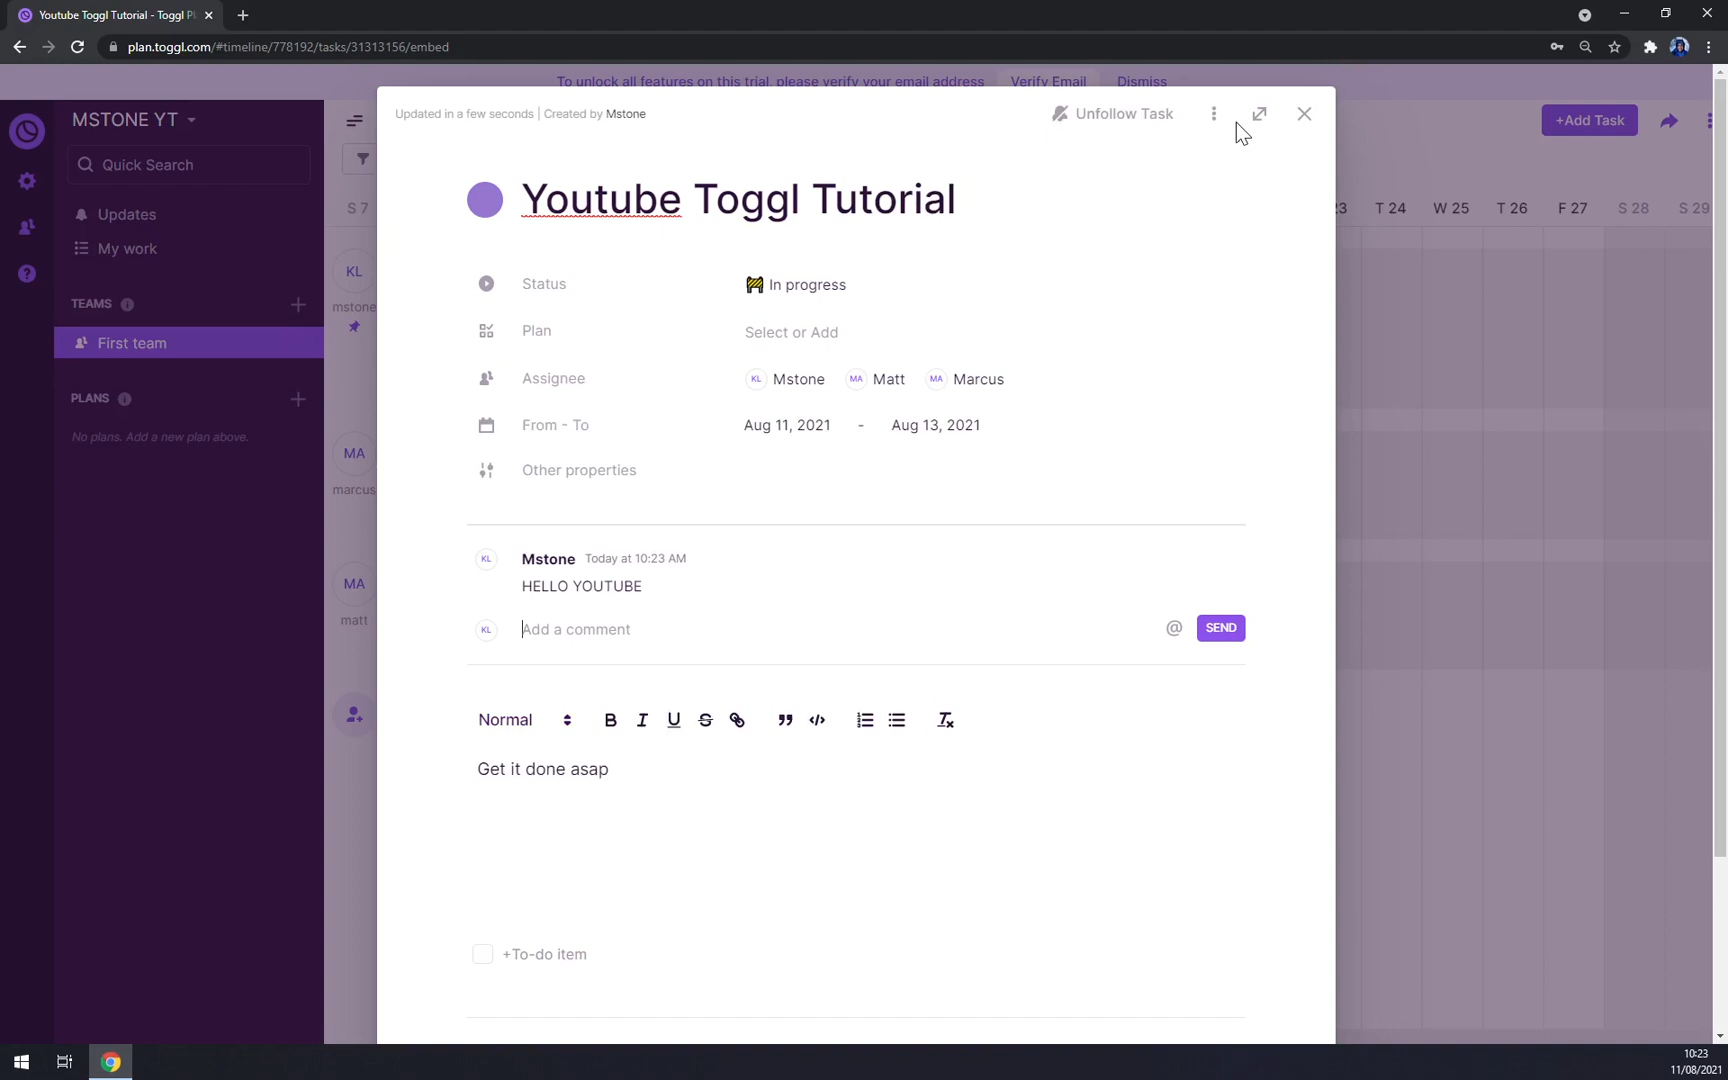 Youtube Toggl Tutorial - Toggl Pl
plan.toggl.com/#timeline/778192/tasks/31313156/embed
To unlock all features on this trial, please verify your email address Verify Email Dismiss
MSTONE YT
Quick Search
Updates
My work
TEAMS
First team
PLANS
No plans. Add a new plan above.
S 7
KL
mstone
MA
marcus
MA
matt
Updated in a few seconds | Created by Mstone
Unfollow Task
Youtube Toggl Tutorial
Status In progress
Plan Select or Add
Assignee KL Mstone MA Matt MA Marcus
From - To Aug 11, 2021 - Aug 13, 2021
Other properties
KL Mstone Today at 10:23 AM
HELLO YOUTUBE
KL Add a comment @ SEND
Normal B I U S
Get it done asap
+To-do item
+Add Task
23 T 24 W 25 T 26 F 27 S 28 S 29
10:23
11/08/2021